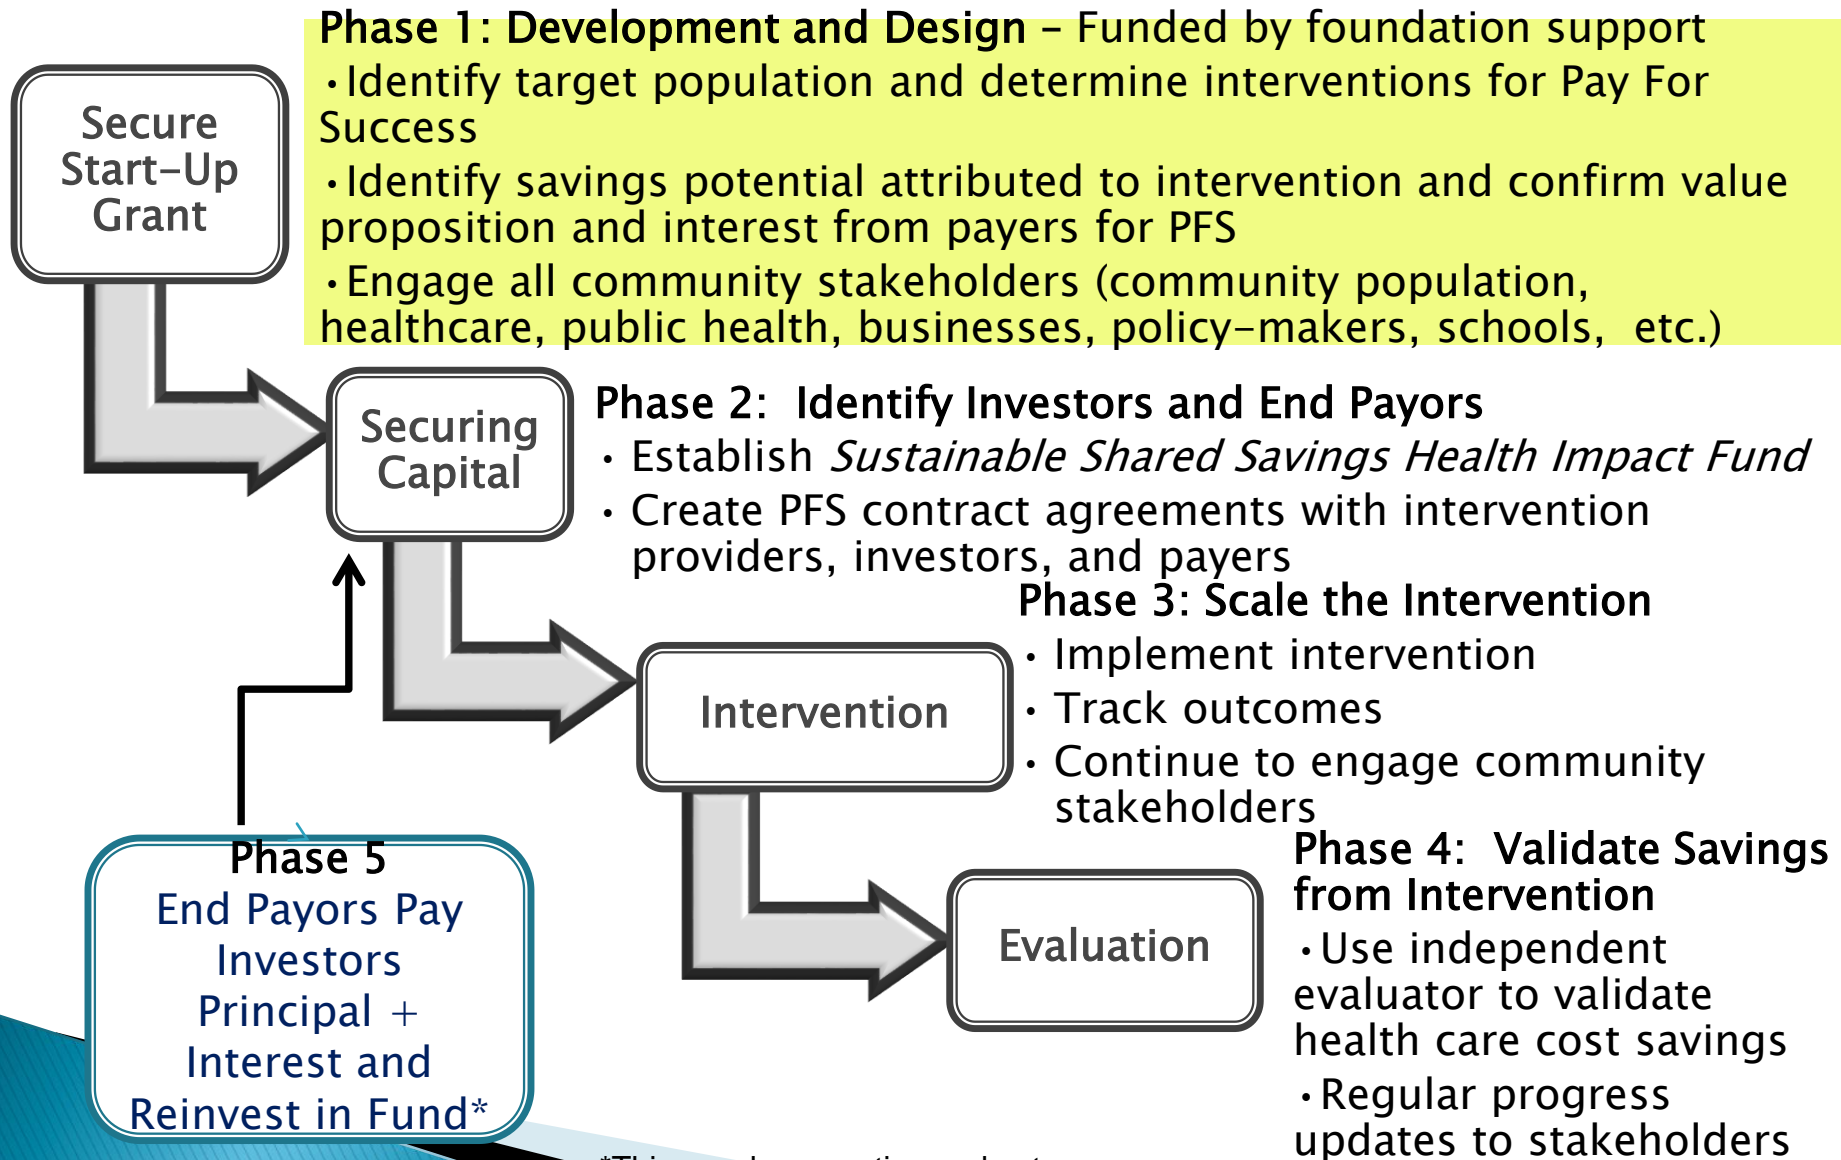 Phase 1: Development and Design – Funded by foundation support
•Identify target population and determine interventions for Pay For
Success
•Identify savings potential attributed to intervention and confirm value
proposition and interest from payers for PFS
•Engage all community stakeholders (community population,
healthcare, public health, businesses, policy-makers, schools, etc.)
Secure
Start-Up
Grant
Securing
Capital
Phase 2: Identify Investors and End Payors
• Establish Sustainable Shared Savings Health Impact Fund
• Create PFS contract agreements with intervention
providers, investors, and payers
Phase 3: Scale the Intervention
• Implement intervention
• Track outcomes
• Continue to engage community
stakeholders
Intervention
Phase 4: Validate Savings
from Intervention
•Use independent
evaluator to validate
health care cost savings
•Regular progress
updates to stakeholders
Evaluation
Phase 5
End Payors Pay
Investors
Principal +
Interest and
Reinvest in Fund*